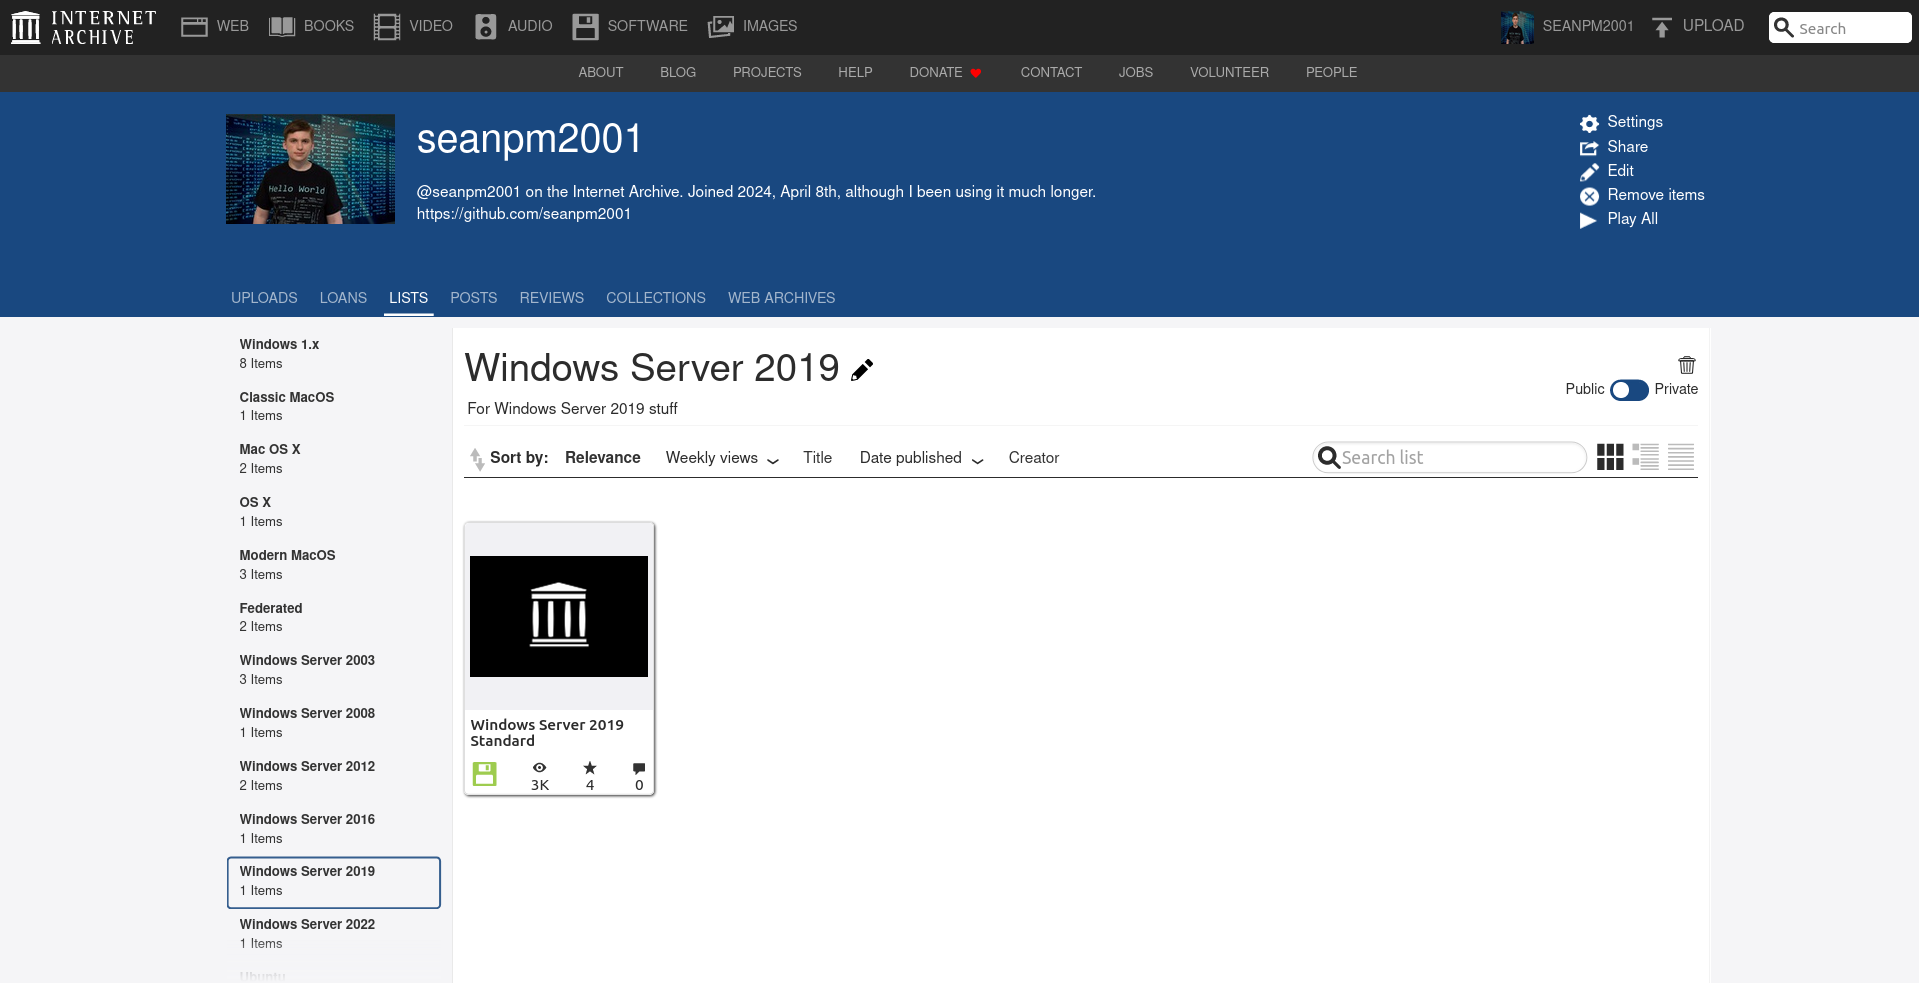 INTERNET ARCHIVE
WEB
BOOKS
VIDEO
AUDIO
SOFTWARE
IMAGES
SEANPM2001
UPLOAD
Search
ABOUT
BLOG
PROJECTS
HELP
DONATE
CONTACT
JOBS
VOLUNTEER
PEOPLE
Hello World
seanpm2001
@seanpm2001 on the Internet Archive. Joined 2024, April 8th, although I been using it much longer.
https://github.com/seanpm2001
Settings
Share
Edit
Remove items
Play All
UPLOADS
LOANS
LISTS
POSTS
REVIEWS
COLLECTIONS
WEB ARCHIVES
Windows 1.x
8 Items
Classic MacOS
1 Items
Mac OS X
2 Items
OS X
1 Items
Modern MacOS
3 Items
Federated
2 Items
Windows Server 2003
3 Items
Windows Server 2008
1 Items
Windows Server 2012
2 Items
Windows Server 2016
1 Items
Windows Server 2019
1 Items
Windows Server 2022
1 Items
Ubuntu
Windows Server 2019
For Windows Server 2019 stuff
Public
Private
Sort by:
Relevance
Weekly views
Title
Date published
Creator
Search list
Windows Server 2019
Standard
3K
4
0